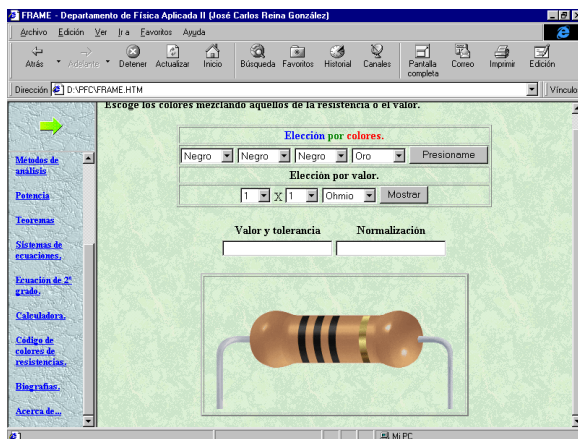 FRAME - Departamento de Física Aplicada II (José Carlos Reina González)
Archivo Edición Ver Ir a Favoritos Ayuda
Atrás Adelante Detener Actualizar Inicio Búsqueda Favoritos Historial Canales Pantalla completa Correo Imprimir Edición
Dirección D:\PFC\FRAME.HTM Vínculo
Escoge los colores mezclando aquellos de la resistencia o el valor.
Elección por colores.
Negro Negro Negro Oro Presioname
Elección por valor.
1 X 1 Ohmio Mostrar
Valor y tolerancia Normalización
Métodos de
análisis
Potencia
Teoremas
Sistemas de
ecuaciones.
Ecuación de 2º
grado.
Calculadora.
Código de
colores de
resistencias.
Biografias.
Acerca de...
Mi PC